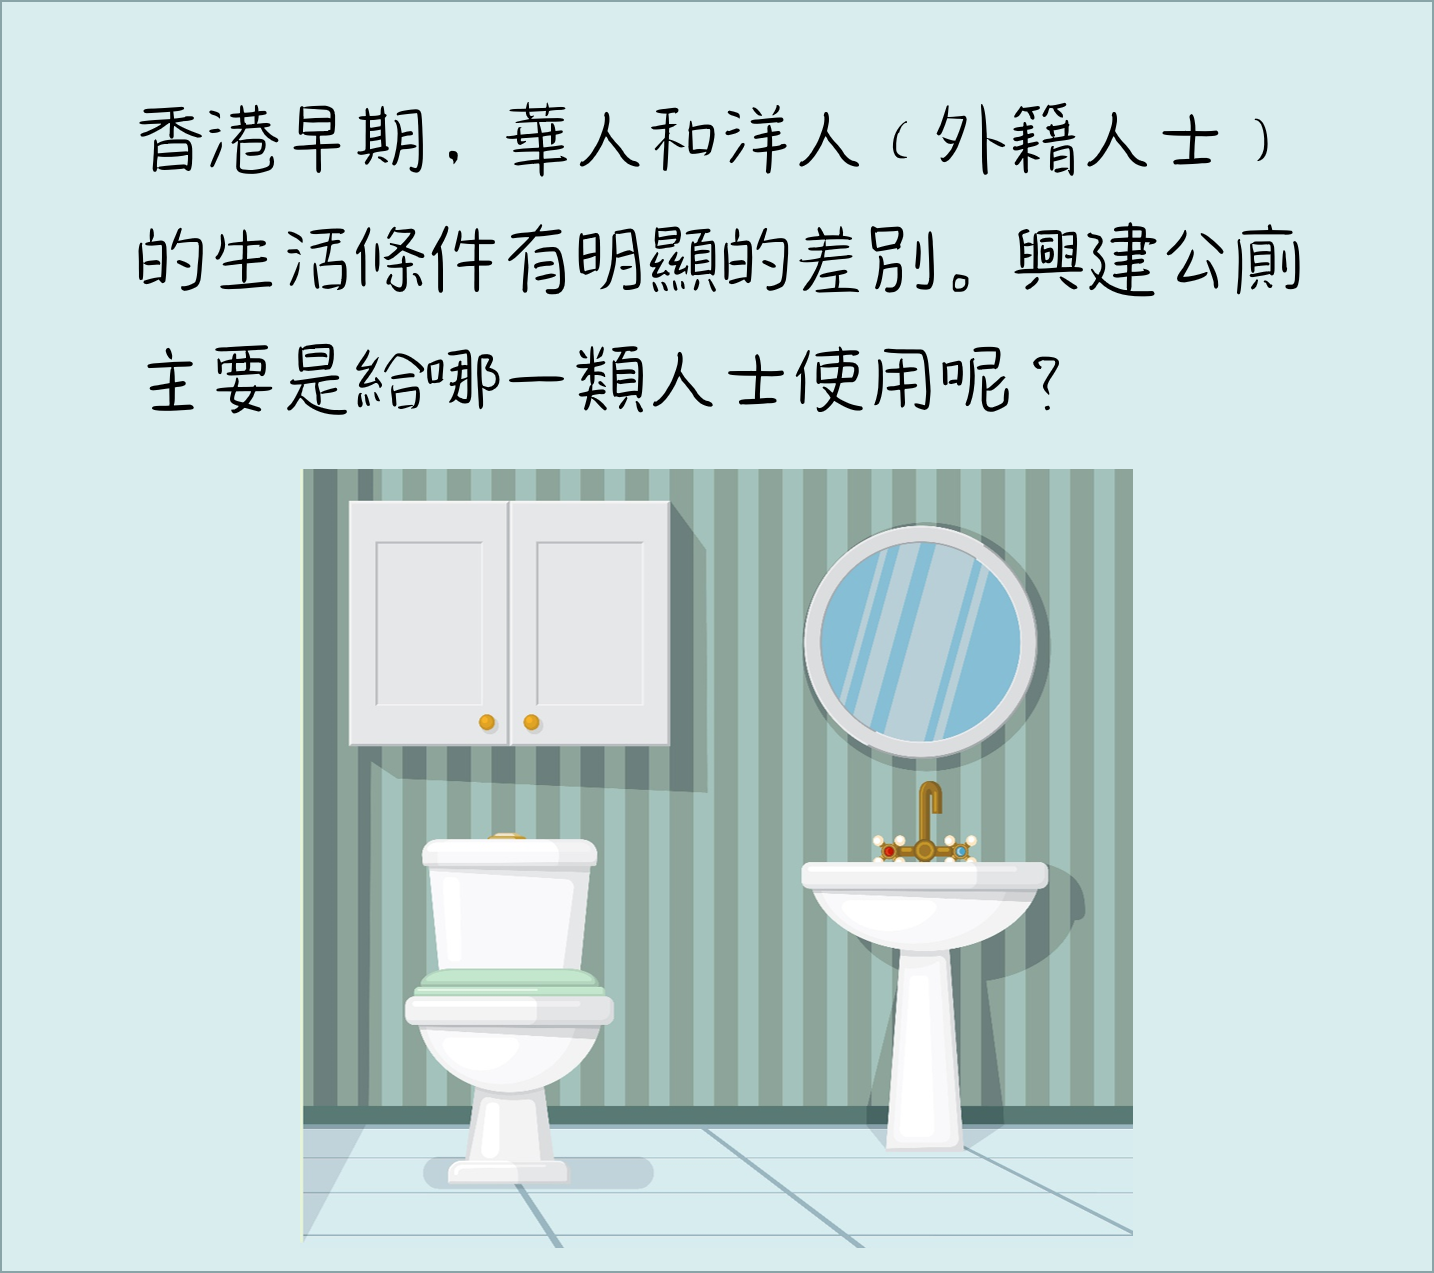 香港早期，華人和洋人（外籍人士）
的生活條件有明顯的差別。興建公廁
主要是給哪一類人士使用呢？